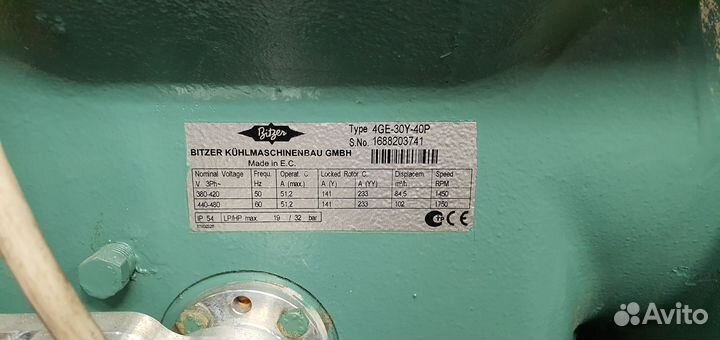 Bitzer
Type 4GE-30Y-40P
S.No. 1688203741
BITZER KÜHLMASCHINENBAU GMBH
Made in E.C.
Nominal Voltage Frequ. Operat. C. Locked Rotor C. Displacem. Speed
V 3Ph~ Hz A (max.) A (Y) A (YY) m³/h RPM
380-420 50 51,2 141 233 84,5 1450
440-480 60 51,2 141 233 102 1750
IP 54 LP/HP max. 19 / 32 bar
CE
Avito